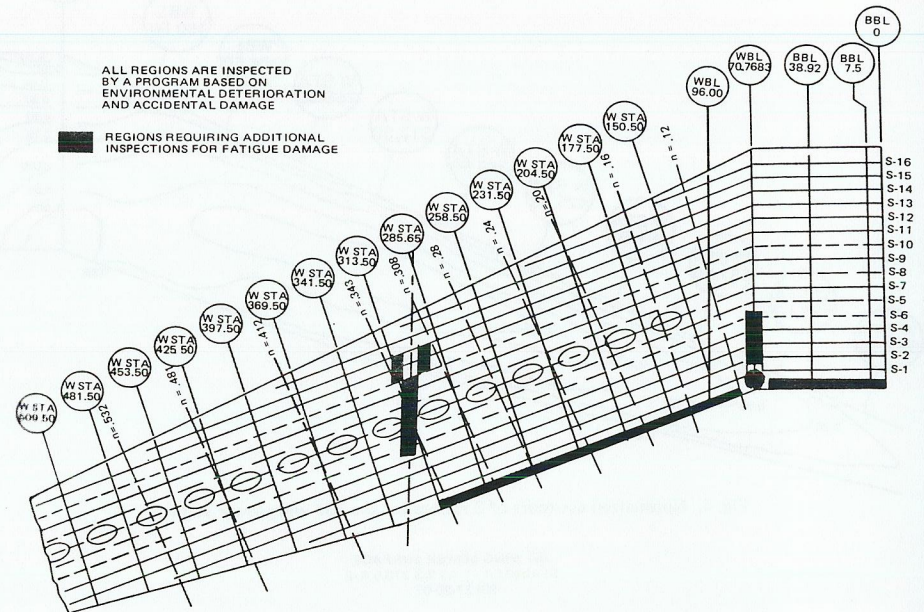 ALL REGIONS ARE INSPECTED
BY A PROGRAM BASED ON
ENVIRONMENTAL DETERIORATION
AND ACCIDENTAL DAMAGE
REGIONS REQUIRING ADDITIONAL
INSPECTIONS FOR FATIGUE DAMAGE
BBL
0
BBL
7.5
BBL
38.92
WBL
70.7683
WBL
96.00
n = .12
W STA
150.50
n = .16
W STA
177.50
n = .20
W STA
204.50
n = .24
W STA
231.50
n = .28
W STA
258.50
n = .308
W STA
285.65
n = .343
W STA
313.50
W STA
341.50
n = .412
W STA
369.50
W STA
397.50
n = .481
W STA
425.50
W STA
453.50
n = .532
W STA
481.50
W STA
S-16
S-15
S-14
S-13
S-12
S-11
S-10
S-9
S-8
S-7
S-5
S-6
S-4
S-3
S-2
S-1